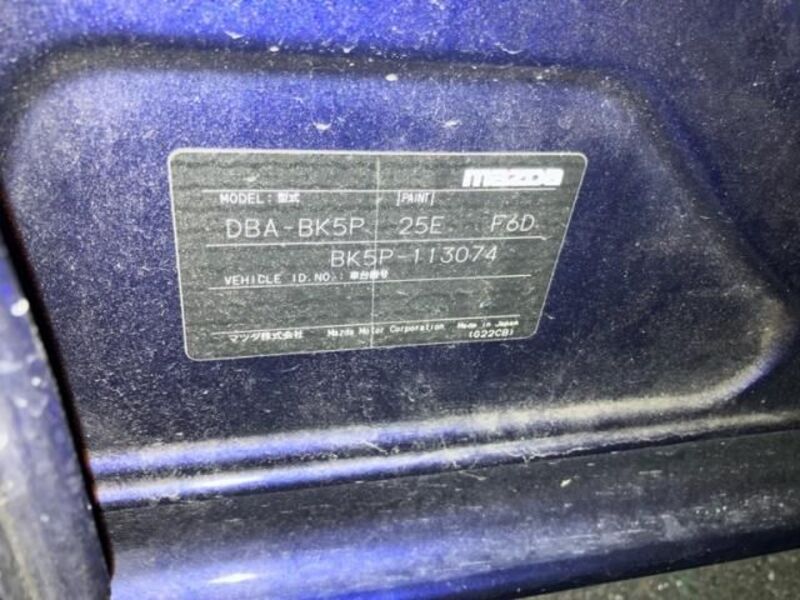 mazda
MODEL: 型式 [PAINT]
DBA-BK5P 25E F6D
BK5P-113074
VEHICLE ID.NO.: 車台番号
マツダ株式会社 Mazda Motor Corporation Made in Japan
(G22CB)